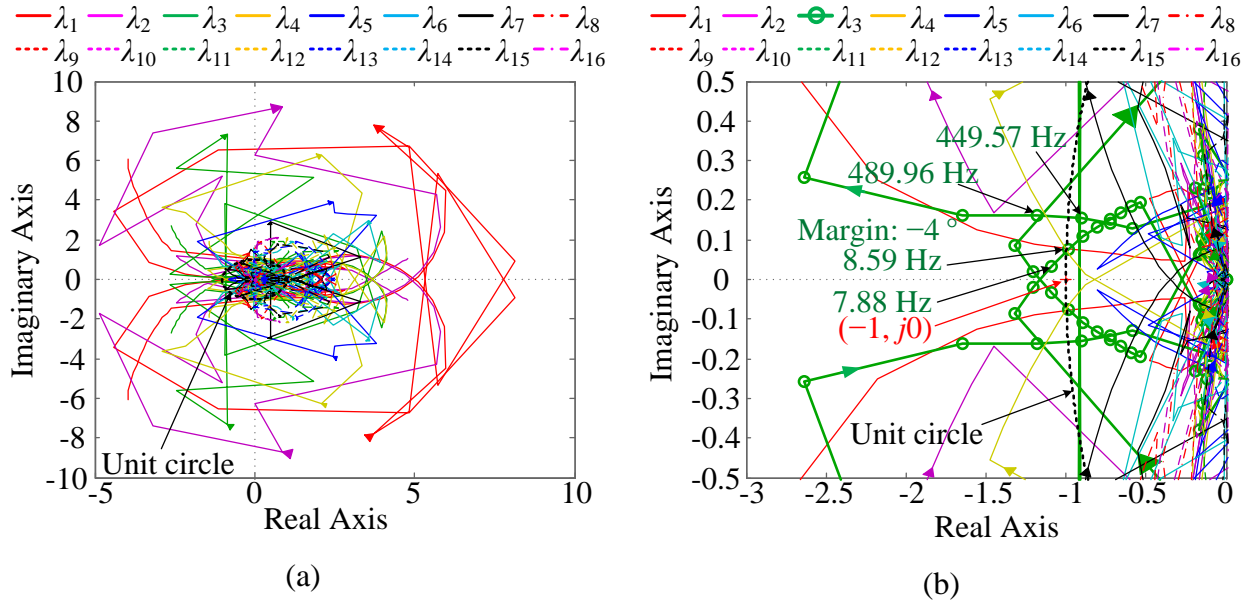 λ1 λ2 λ3 λ4 λ5 λ6 λ7 λ8
λ9 λ10 λ11 λ12 λ13 λ14 λ15 λ16
10
8
6
4
2
0
-2
-4
-6
-8
-10
Imaginary Axis
Unit circle
-5 0 5 10
Real Axis
(a)
λ1 λ2 λ3 λ4 λ5 λ6 λ7 λ8
λ9 λ10 λ11 λ12 λ13 λ14 λ15 λ16
0.5
0.4
0.3
0.2
0.1
0
-0.1
-0.2
-0.3
-0.4
-0.5
Imaginary Axis
449.57 Hz
489.96 Hz
Margin: −4°
8.59 Hz
7.88 Hz
(−1, j0)
Unit circle
-3 -2.5 -2 -1.5 -1 -0.5 0
Real Axis
(b)